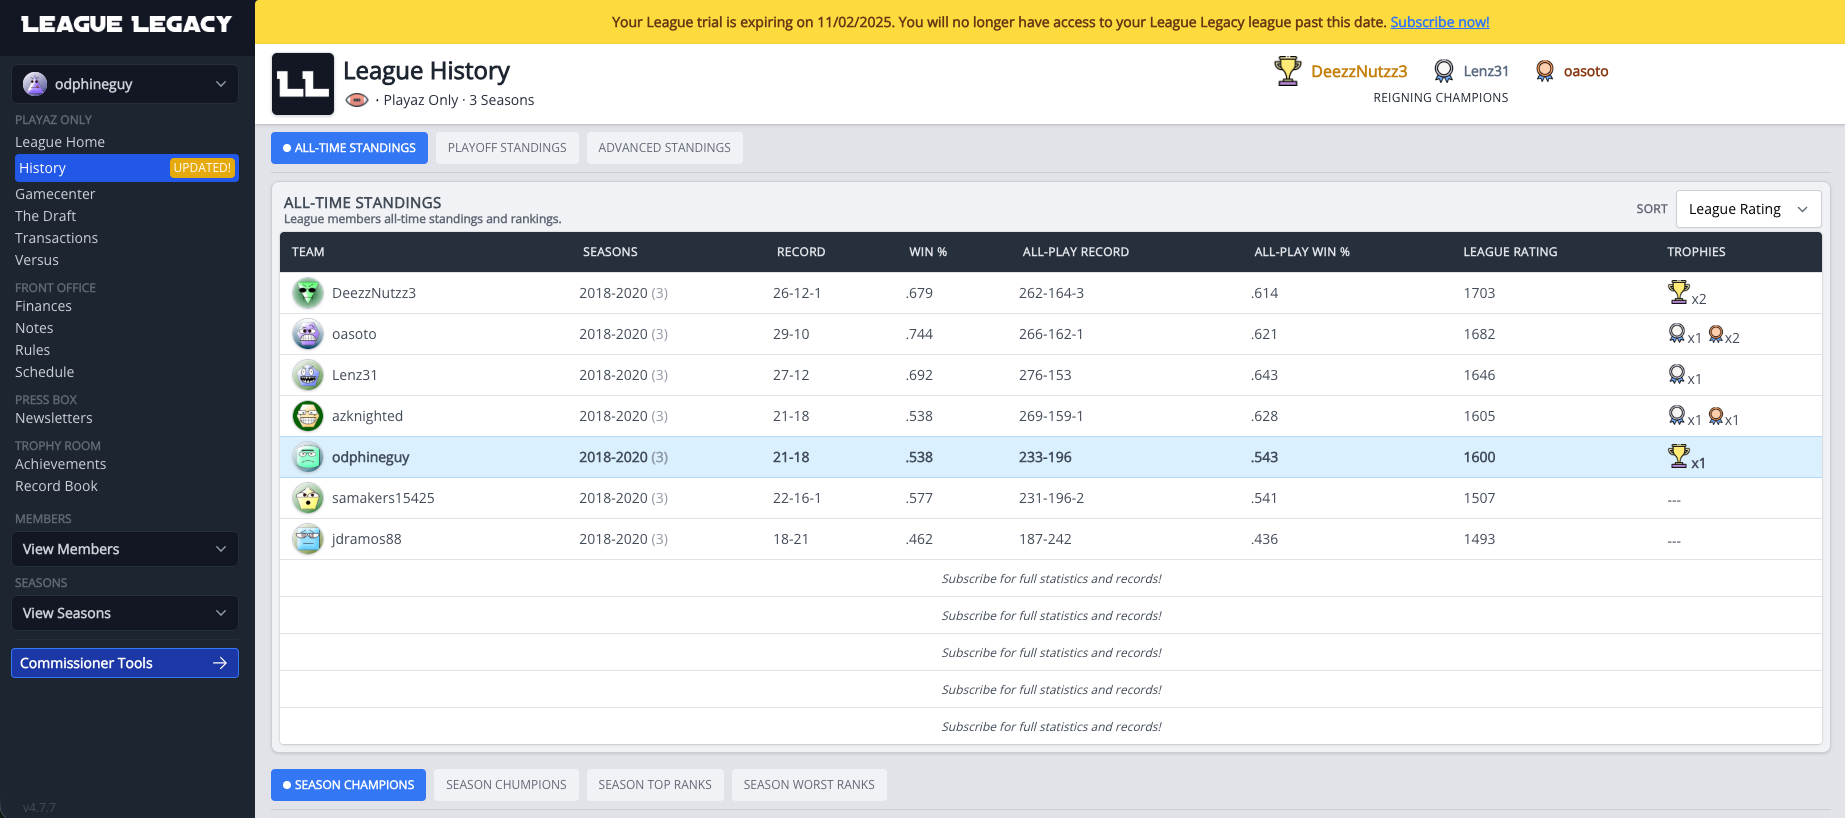 LEAGUE LEGACY
Your League trial is expiring on 11/02/2025. You will no longer have access to your League Legacy league past this date. Subscribe now!
odphineguy
PLAYAZ ONLY
League Home
History UPDATED!
Gamecenter
The Draft
Transactions
Versus
FRONT OFFICE
Finances
Notes
Rules
Schedule
PRESS BOX
Newsletters
TROPHY ROOM
Achievements
Record Book
MEMBERS
View Members
SEASONS
View Seasons
Commissioner Tools
v4.7.7
LL
League History
· Playaz Only · 3 Seasons
DeezzNutzz3 Lenz31 oasoto
REIGNING CHAMPIONS
ALL-TIME STANDINGS PLAYOFF STANDINGS ADVANCED STANDINGS
ALL-TIME STANDINGS
League members all-time standings and rankings.
SORT League Rating
TEAM SEASONS RECORD WIN % ALL-PLAY RECORD ALL-PLAY WIN % LEAGUE RATING TROPHIES
DeezzNutzz3 2018-2020 (3) 26-12-1 .679 262-164-3 .614 1703 x2
oasoto 2018-2020 (3) 29-10 .744 266-162-1 .621 1682 x1 x2
Lenz31 2018-2020 (3) 27-12 .692 276-153 .643 1646 x1
azknighted 2018-2020 (3) 21-18 .538 269-159-1 .628 1605 x1 x1
odphineguy 2018-2020 (3) 21-18 .538 233-196 .543 1600 x1
samakers15425 2018-2020 (3) 22-16-1 .577 231-196-2 .541 1507 ---
jdramos88 2018-2020 (3) 18-21 .462 187-242 .436 1493 ---
Subscribe for full statistics and records!
Subscribe for full statistics and records!
Subscribe for full statistics and records!
Subscribe for full statistics and records!
Subscribe for full statistics and records!
SEASON CHAMPIONS SEASON CHUMPIONS SEASON TOP RANKS SEASON WORST RANKS